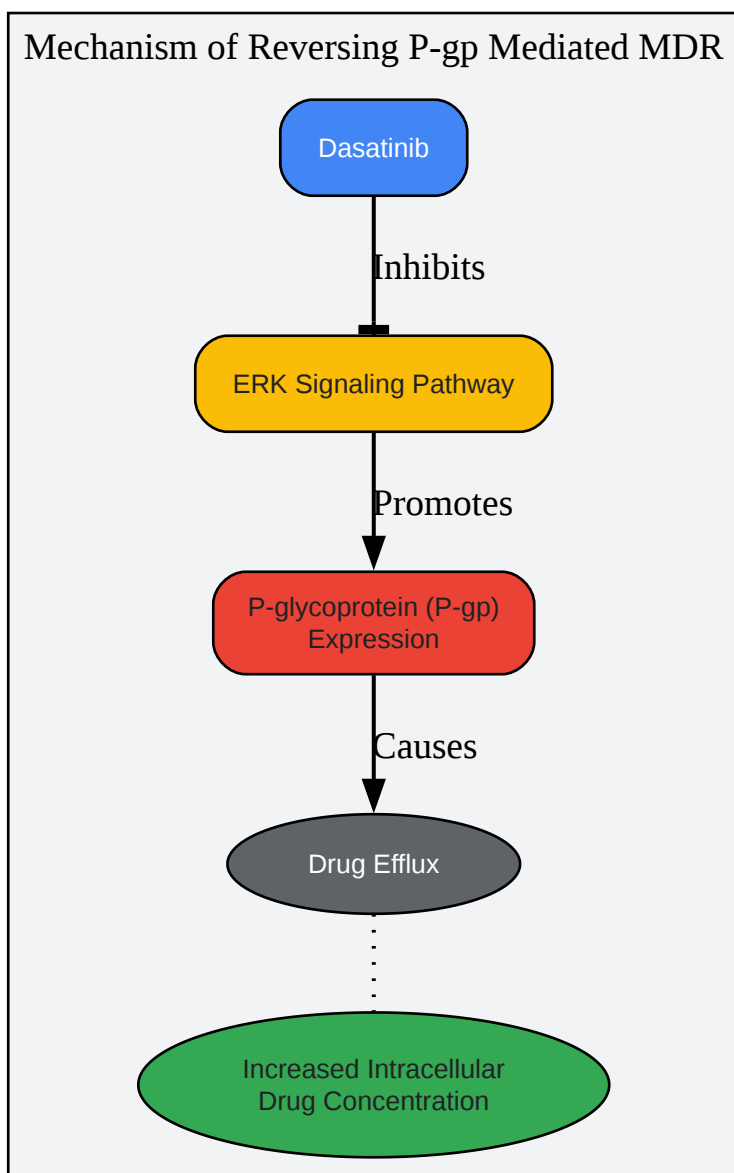 Mechanism of Reversing P-gp Mediated MDR
Dasatinib
Inhibits
ERK Signaling Pathway
Promotes
P-glycoprotein (P-gp)
Expression
Causes
Drug Efflux
Increased Intracellular
Drug Concentration